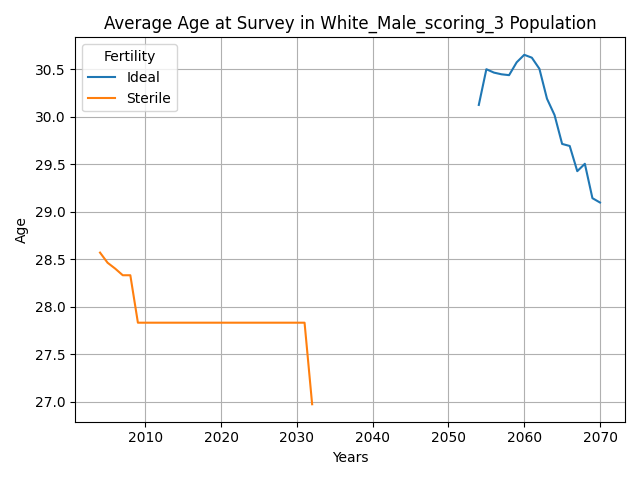 Average Age at Survey in White_Male_scoring_3 Population
Fertility
Ideal
Sterile
Age
30.5
30.0
29.5
29.0
28.5
28.0
27.5
27.0
2010 2020 2030 2040 2050 2060 2070
Years